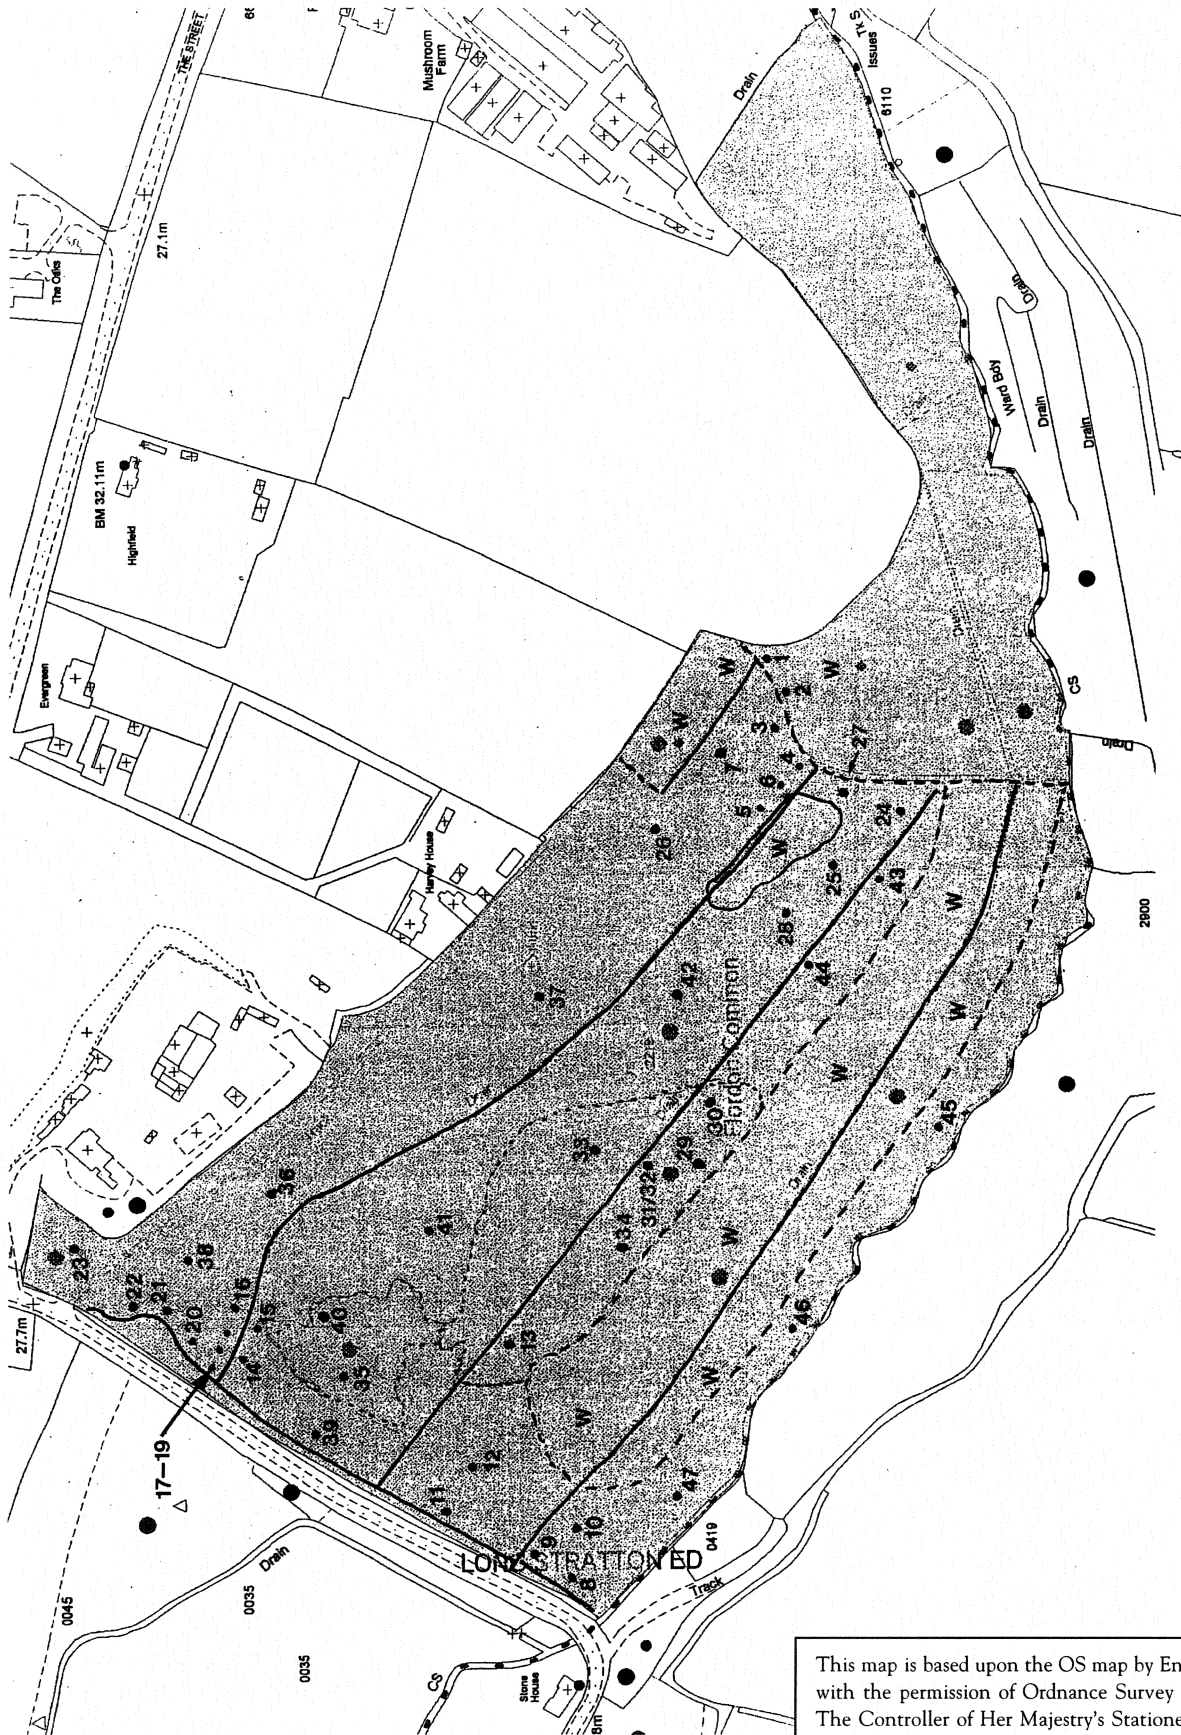 THE STREET
Mushroom
Farm
Drain
Issues
6110
27.1m
The Oaks
Drain
Ward Bdy
Drain
Drain
BM 32.11m
Highfield
Evergreen
CS
Drain
W
W
W
1
2
3
4
5
6
7
27
24
25
26
28
43
44
W
W
W
2900
Harvey House
37
42
Flordon Common
30
29
33
31/32
34
W
W
W
W
45
46
36
41
38
23
22
21
20
16
15
14
17–19
40
35
39
13
12
11
10
9
8
47
27.7m
LONG STRATTON ED
0419
Track
Drain
0045
0035
0035
CS
Stone
House
This map is based upon the OS map by En
with the permission of Ordnance Survey
The Controller of Her Majesty's Statione